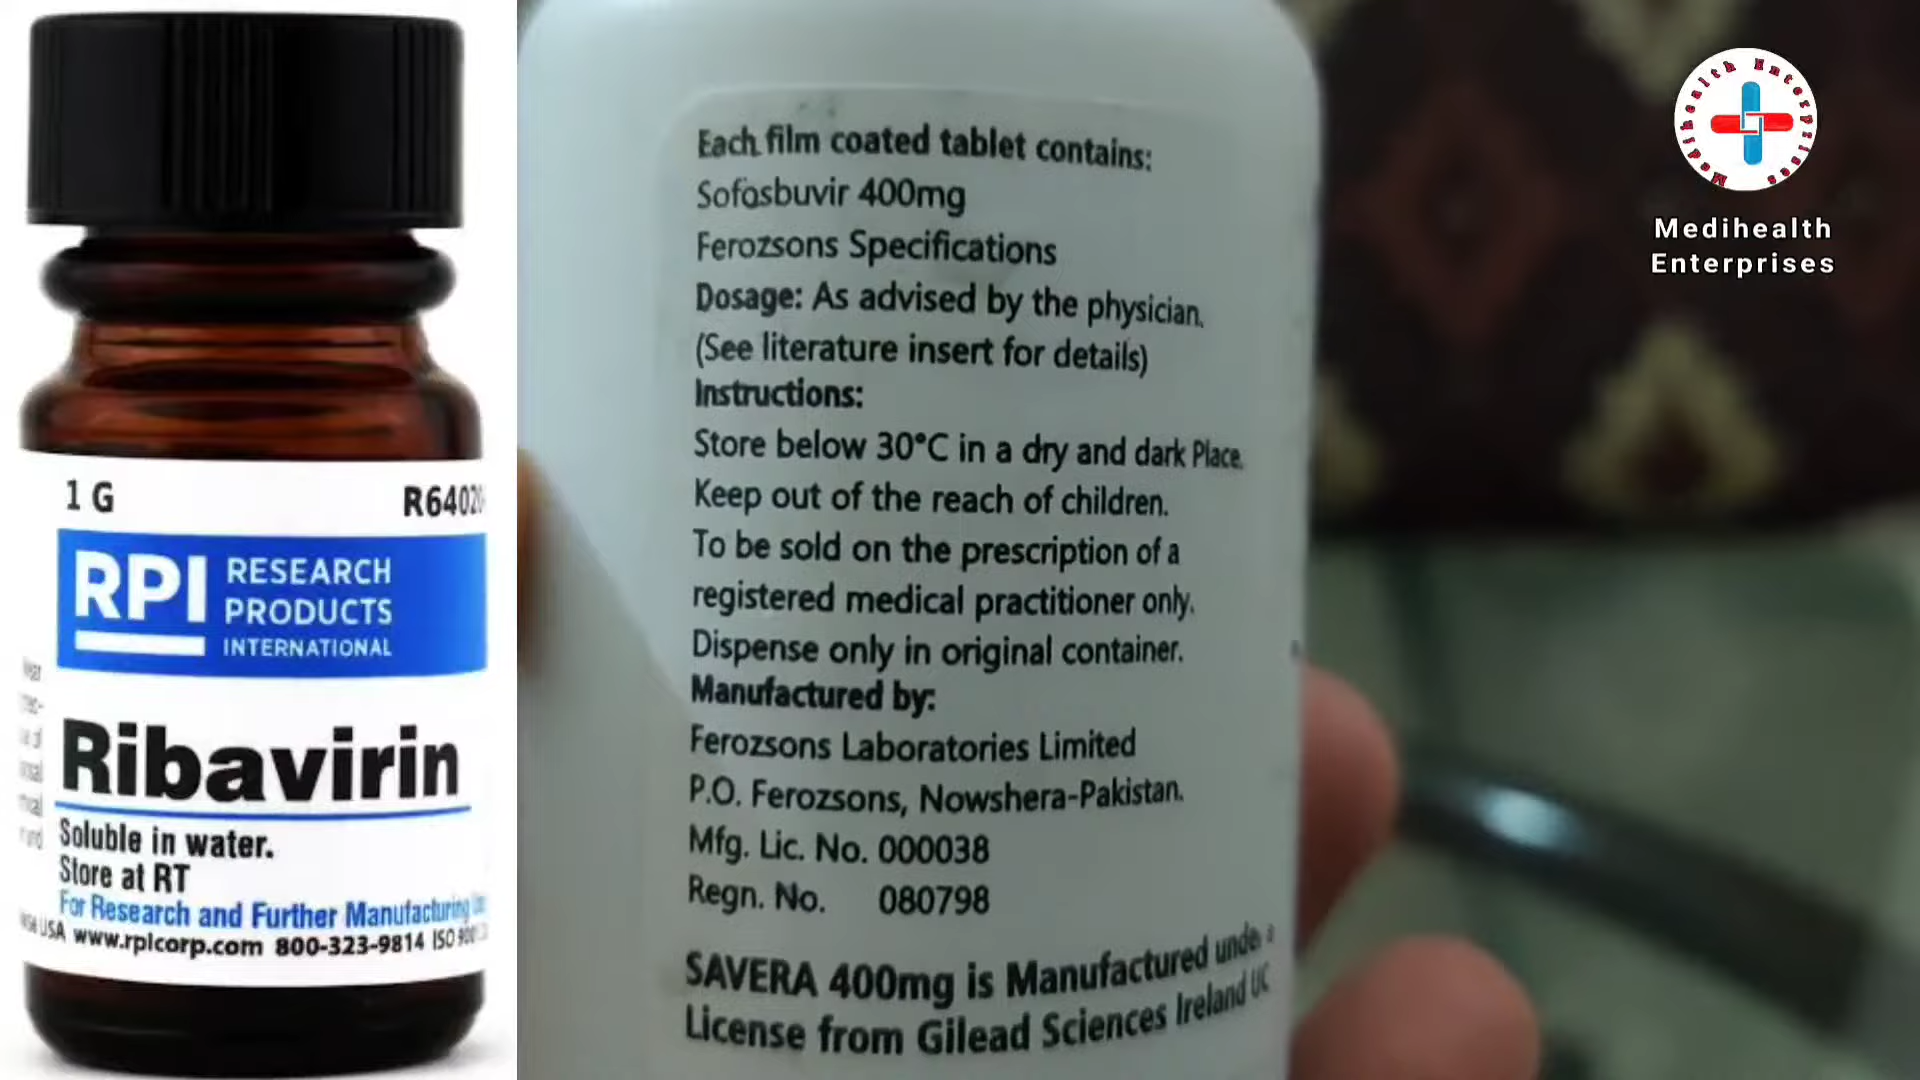 1 G
RPI RESEARCH
PRODUCTS
INTERNATIONAL
Ribavirin
Soluble in water.
Store at RT
For Research and Further Manufacturing
USA www.rpicorp.com 800-323-9814 ISO
Each film coated tablet contains:
Sofosbuvir 400mg
Ferozsons Specifications
Dosage: As advised by the physician.
(See literature insert for details)
Instructions:
Store below 30°C in a dry and dark Place.
Keep out of the reach of children.
To be sold on the prescription of a
registered medical practitioner only.
Dispense only in original container.
Manufactured by:
Ferozsons Laboratories Limited
P.O. Ferozsons, Nowshera-Pakistan.
Mfg. Lic. No. 000038
Regn. No. 080798
SAVERA 400mg is Manufactured
License from Gilead Sciences Ireland UC
Medihealth Enterprises
Medihealth
Enterprises